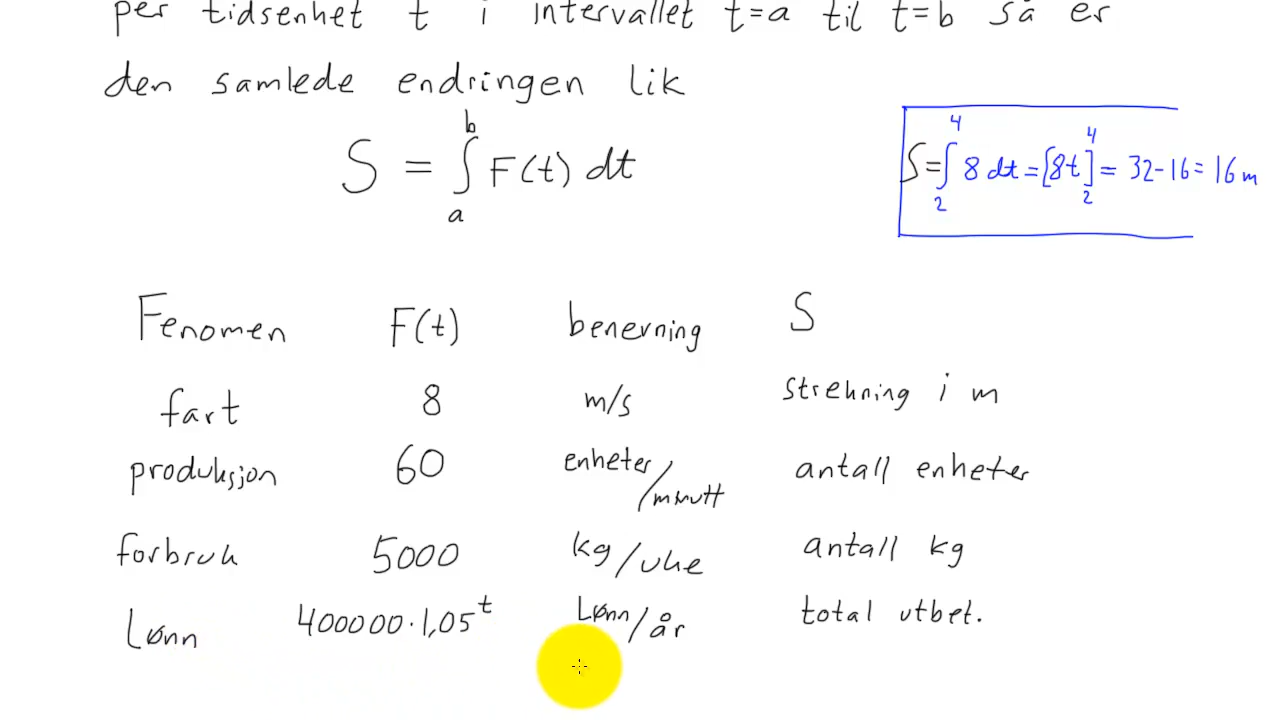 per tidsenhet t i intervallet t=a til t=b så er
den samlede endringen lik
S = ∫_a^b F(t) dt
S = ∫_2^4 8 dt = [8t]_2^4 = 32-16 = 16 m
Fenomen F(t) benevning S
fart 8 m/s strekning i m
produksjon 60 enheter/minutt antall enheter
forbruk 5000 kg/uke antall kg
Lønn 400000·1,05^t Lønn/år total utbet.